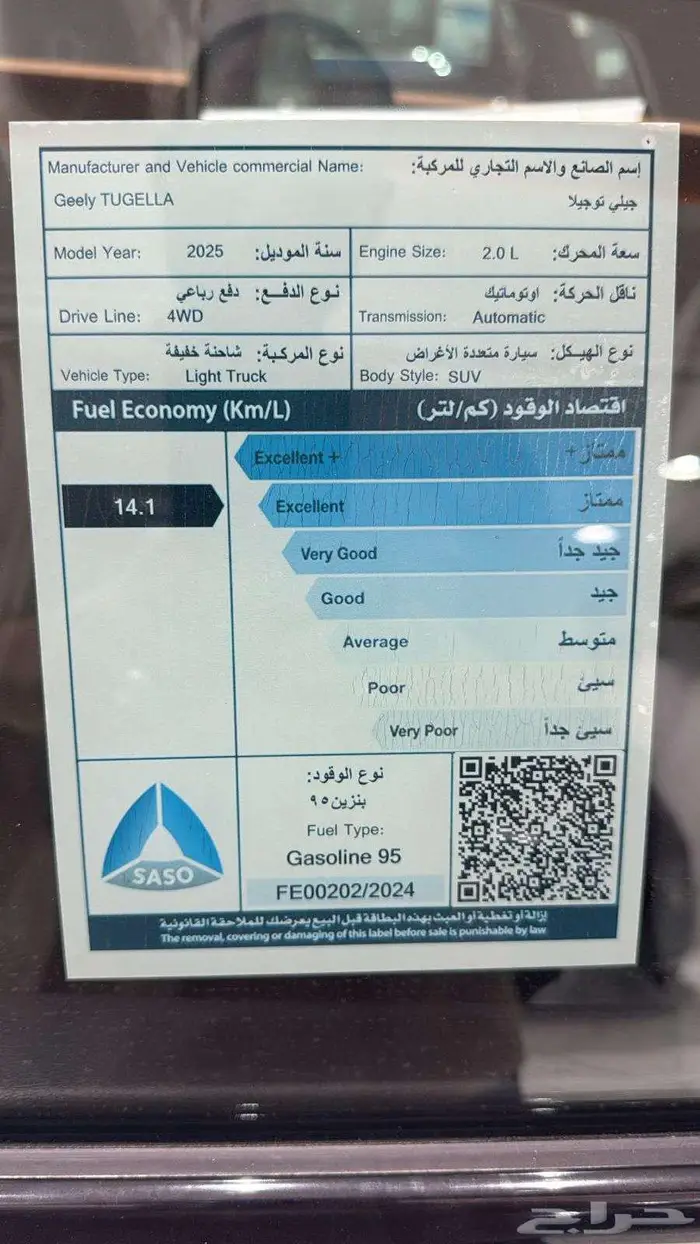 Manufacturer and Vehicle commercial Name: إسم الصانع والاسم التجاري للمركبة:
Geely TUGELLA جيلي توجيلا
Model Year: 2025 سنة الموديل: Engine Size: 2.0 L سعة المحرك:
نوع الدفع: دفع رباعي
Drive Line: 4WD
ناقل الحركة: اوتوماتيك
Transmission: Automatic
نوع المركبة: شاحنة خفيفة
Vehicle Type: Light Truck
نوع الهيكل: سيارة متعددة الأغراض
Body Style: SUV
Fuel Economy (Km/L) اقتصاد الوقود (كم/لتر)
Excellent + ممتاز+
14.1 Excellent ممتاز
Very Good جيد جداً
Good جيد
Average متوسط
Poor سيئ
Very Poor سيئ جداً
SASO
نوع الوقود:
بنزين ٩٥
Fuel Type:
Gasoline 95
FE00202/2024
إزالة أو تغطية أو العبث بهذه البطاقة قبل البيع يعرضك للملاحقة القانونية
The removal, covering or damaging of this label before sale is punishable by law
حراج